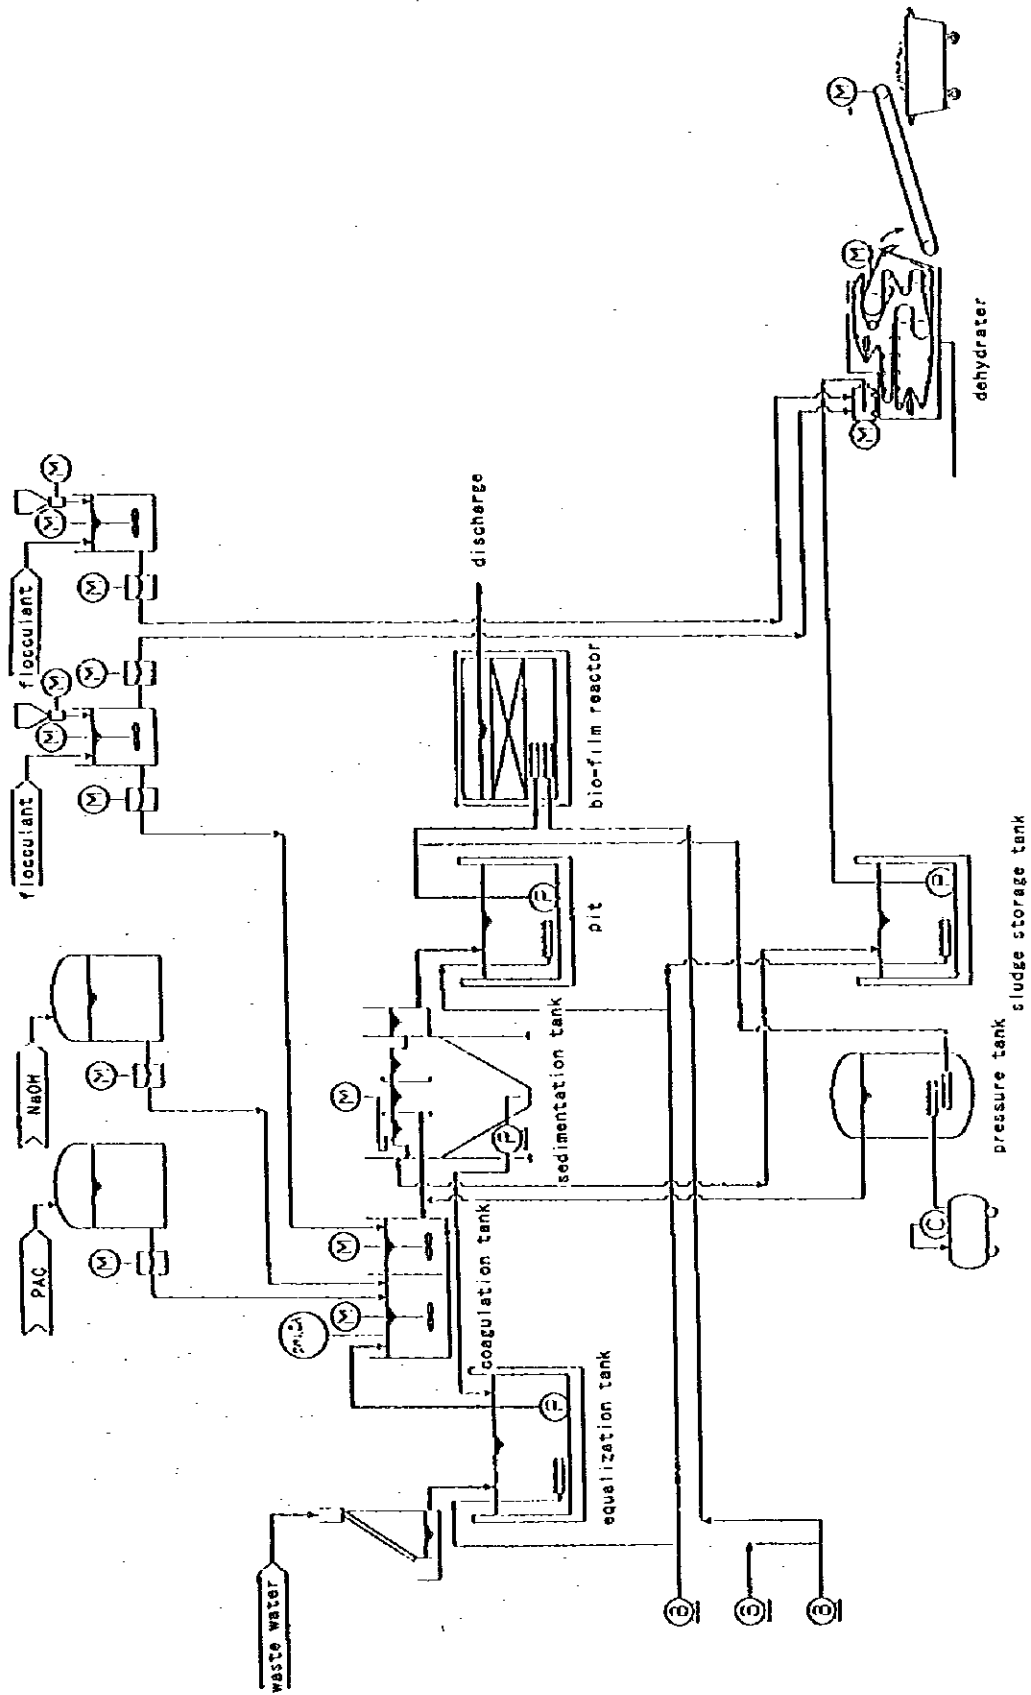 waste water
PAC
NaOH
flocculant
flocculant
M
M
M
M
M
M
M
M
M
M
M
M
coagulation tank
M
P
sedimentation tank
P
equalization tank
P
pit
bio-film reactor
discharge
B
B
B
C
pressure tank
P
sludge storage tank
M
M
M
dehydrater